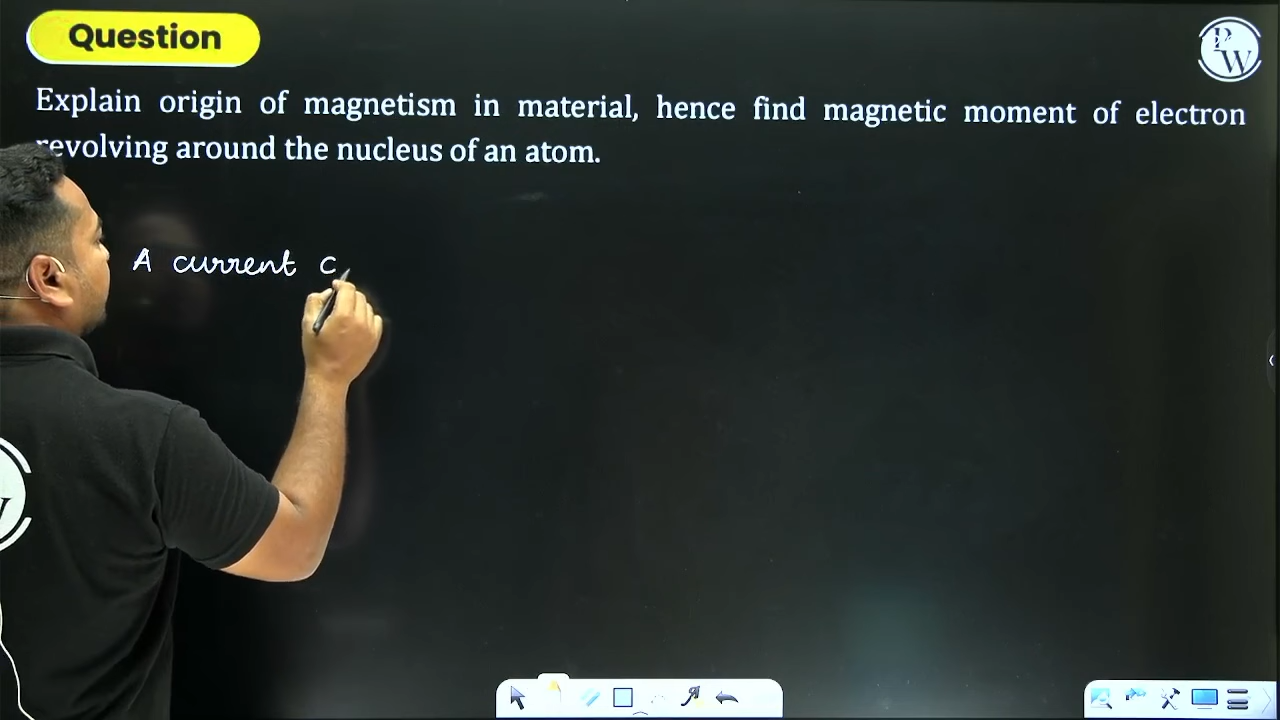 Question
PW
Explain origin of magnetism in material, hence find magnetic moment of electron
revolving around the nucleus of an atom.
A current c